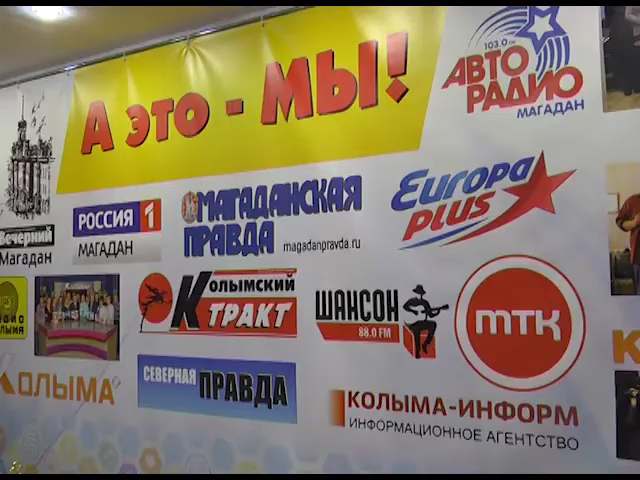 А это - МЫ!
103.0 FM
АВТО
РАДИО
МАГАДАН
Вечерний
Магадан
РОССИЯ 1
МАГАДАН
МАГАДАНСКАЯ
ПРАВДА
magadanpravda.ru
Europa
plus
КОЛЫМСКИЙ
ТРАКТ
ШАНСОН
88.0 FM
МТК
КОЛЫМА
СЕВЕРНАЯ ПРАВДА
КОЛЫМА-ИНФОРМ
ИНФОРМАЦИОННОЕ АГЕНТСТВО